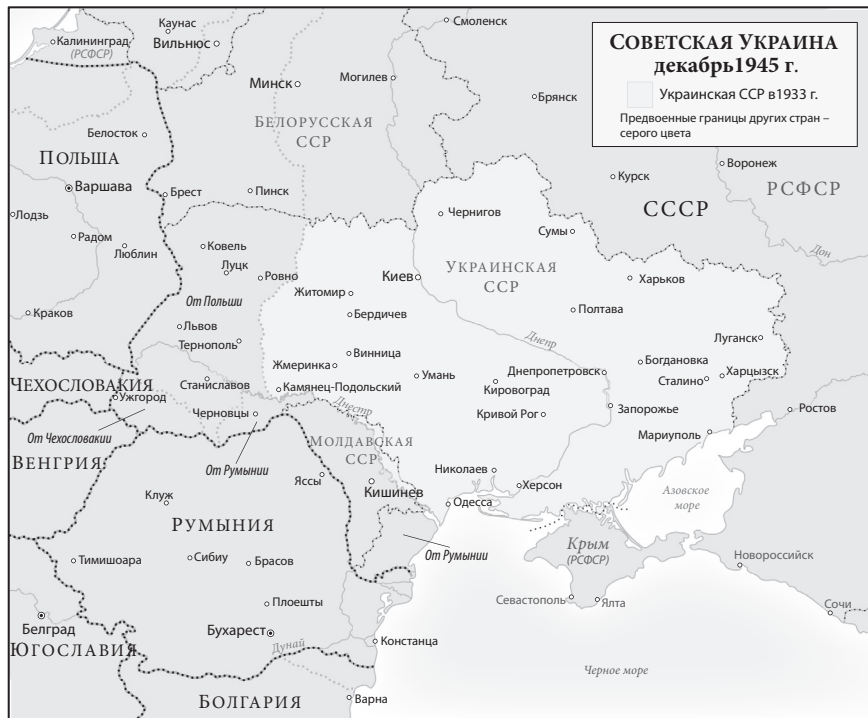 СОВЕТСКАЯ УКРАИНА
декабрь1945 г.
Украинская ССР в1933 г.
Предвоенные границы других стран –
серого цвета
Каунас
Калининград
(РСФСР)
Вильнюс
Смоленск
Минск
Могилев
Брянск
БЕЛОРУССКАЯ
ССР
Белосток
ПОЛЬША
Варшава
Брест
Пинск
Воронеж
Курск
РСФСР
СССР
Лодзь
Чернигов
Сумы
Радом
Люблин
Ковель
Луцк
Ровно
Киев
УКРАИНСКАЯ
ССР
Харьков
Дон
От Польши
Житомир
Полтава
Краков
Бердичев
Львов
Тернополь
Днепр
Луганск
Винница
Жмеринка
Богдановка
Умань
Днепропетровск
Харцызск
Сталино
ЧЕХОСЛОВАКИЯ
Станиславов
Камянец-Подольский
Кировоград
Ужгород
Черновцы
Днестр
Кривой Рог
Запорожье
Ростов
От Чехословакии
Мариуполь
МОЛДАВСКАЯ
ССР
ВЕНГРИЯ
От Румынии
Яссы
Николаев
Кишинев
Херсон
Одесса
Азовское
море
Клуж
РУМЫНИЯ
Крым
(РСФСР)
От Румынии
Тимишоара
Сибиу
Брасов
Новороссийск
Севастополь
Ялта
Плоешты
Сочи
Белград
Бухарест
Дунай
Констанца
ЮГОСЛАВИЯ
Черное море
БОЛГАРИЯ
Варна